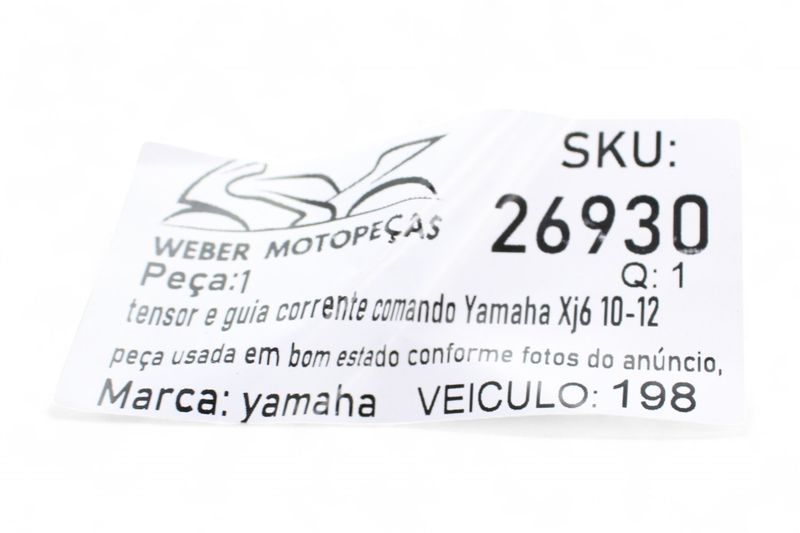 WEBER MOTOPEÇAS
SKU:
26930
Peça:1
Q: 1
tensor e guia corrente comando Yamaha Xj6 10-12
peça usada em bom estado conforme fotos do anúncio,
Marca: yamaha
VEICULO: 198